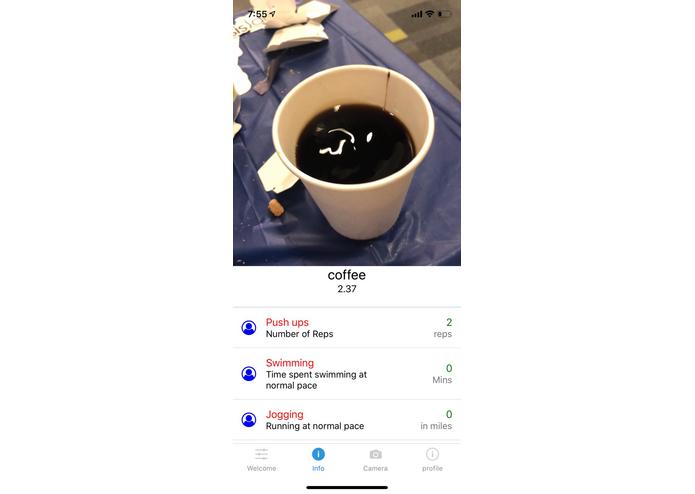 7:55
coffee
2.37
Push ups
Number of Reps
2
reps
Swimming
Time spent swimming at
normal pace
0
Mins
Jogging
Running at normal pace
0
in miles
Welcome
Info
Camera
profile